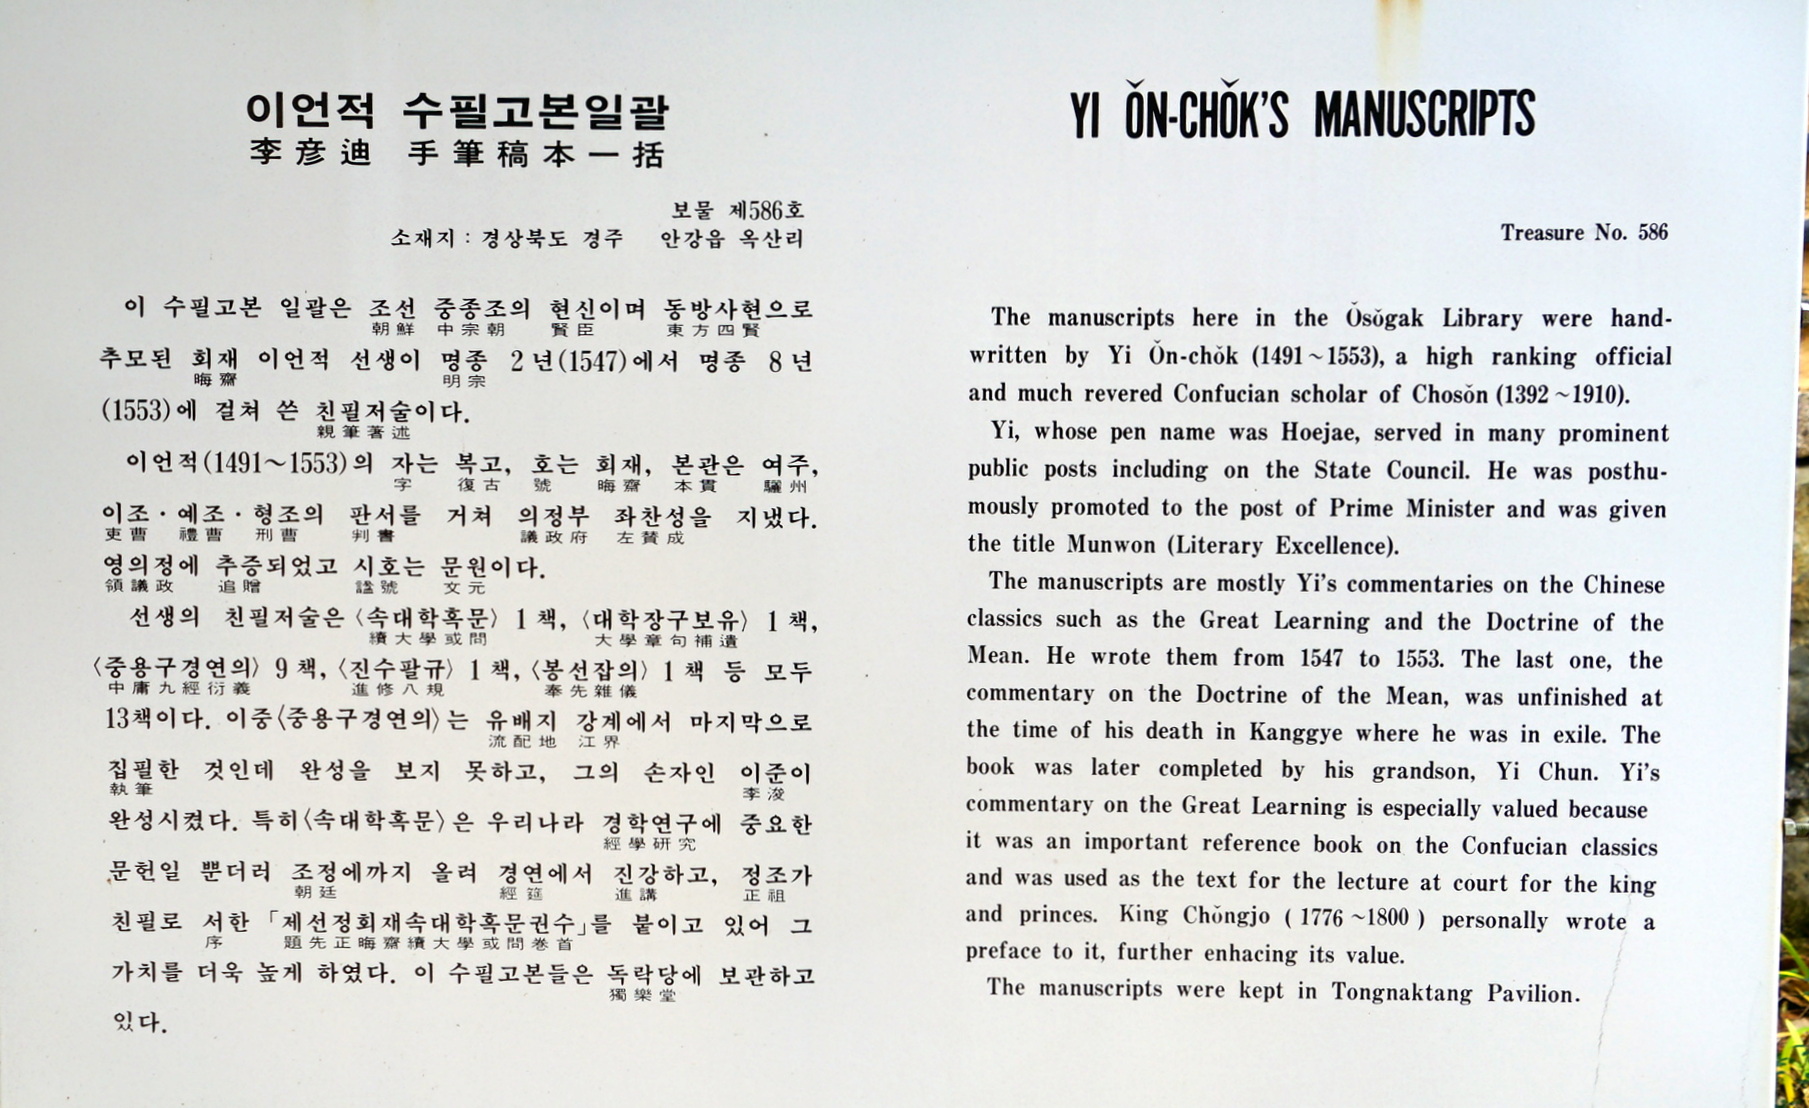 이언적 수필고본일괄
李彦迪 手筆稿本一括
보물 제586호
소재지 : 경상북도 경주 안강읍 옥산리
이 수필고본 일괄은 조선 중종조의 현신이며 동방사현으로
朝鮮 中宗朝 賢臣 東方四賢
추모된 회재 이언적 선생이 명종 2년(1547)에서 명종 8년
晦齋 明宗
(1553)에 걸쳐 쓴 친필저술이다.
親筆著述
이언적(1491~1553)의 자는 복고, 호는 회재, 본관은 여주,
字 復古 號 晦齋 本貫 驪州
이조·예조·형조의 판서를 거쳐 의정부 좌찬성을 지냈다.
吏曹 禮曹 刑曹 判書 議政府 左贊成
영의정에 추증되었고 시호는 문원이다.
領議政 追贈 諡號 文元
선생의 친필저술은〈속대학혹문〉1책,〈대학장구보유〉1책,
續大學或問 大學章句補遺
〈중용구경연의〉9책,〈진수팔규〉1책,〈봉선잡의〉1책 등 모두
中庸九經衍義 進修八規 奉先雜儀
13책이다. 이중〈중용구경연의〉는 유배지 강계에서 마지막으로
流配地 江界
집필한 것인데 완성을 보지 못하고, 그의 손자인 이준이
執筆 李浚
완성시켰다. 특히〈속대학혹문〉은 우리나라 경학연구에 중요한
經學研究
문헌일 뿐더러 조정에까지 올려 경연에서 진강하고, 정조가
朝廷 經筵 進講 正祖
친필로 서한 「제선정회재속대학혹문권수」를 붙이고 있어 그
序 題先正晦齋續大學或問卷首
가치를 더욱 높게 하였다. 이 수필고본들은 독락당에 보관하고
獨樂堂
있다.
YI ŎN-CHŎK'S MANUSCRIPTS
Treasure No. 586
The manuscripts here in the Ŏsŏgak Library were hand-
written by Yi Ŏn-chŏk (1491~1553), a high ranking official
and much revered Confucian scholar of Chosŏn (1392~1910).
Yi, whose pen name was Hoejae, served in many prominent
public posts including on the State Council. He was posthu-
mously promoted to the post of Prime Minister and was given
the title Munwon (Literary Excellence).
The manuscripts are mostly Yi's commentaries on the Chinese
classics such as the Great Learning and the Doctrine of the
Mean. He wrote them from 1547 to 1553. The last one, the
commentary on the Doctrine of the Mean, was unfinished at
the time of his death in Kanggye where he was in exile. The
book was later completed by his grandson, Yi Chun. Yi's
commentary on the Great Learning is especially valued because
it was an important reference book on the Confucian classics
and was used as the text for the lecture at court for the king
and princes. King Chŏngjo (1776~1800) personally wrote a
preface to it, further enhacing its value.
The manuscripts were kept in Tongnaktang Pavilion.